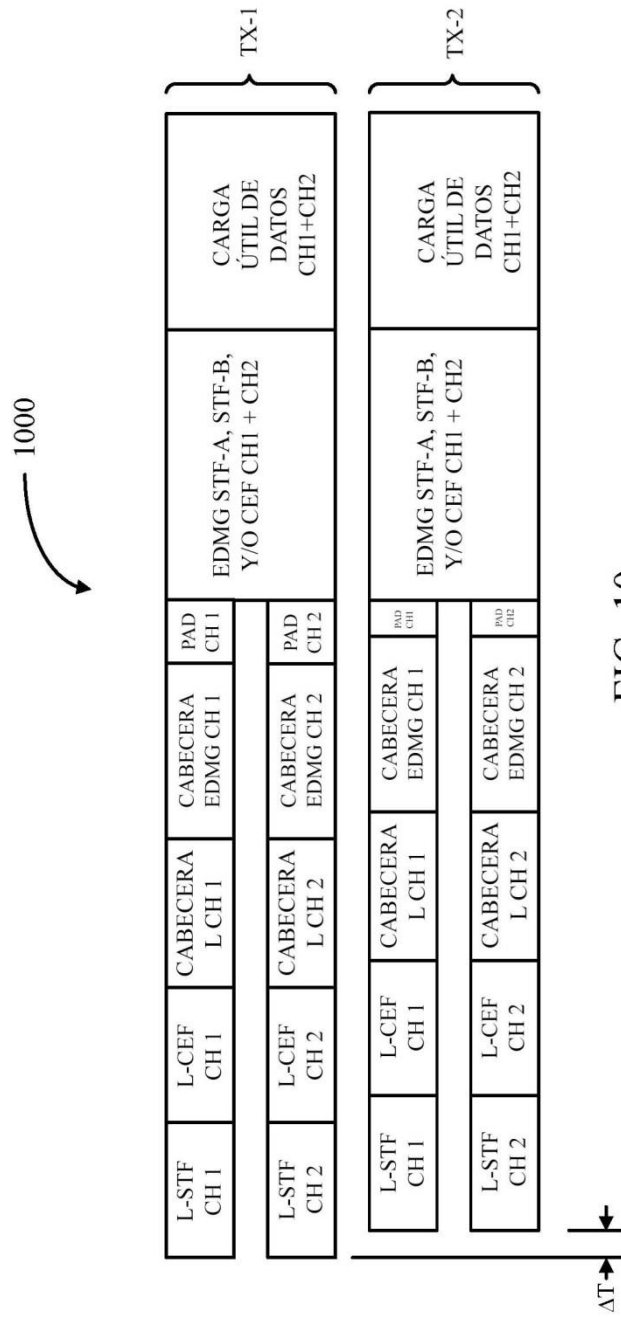 1000
L-STF
CH 1
L-CEF
CH 1
CABECERA
L CH 1
CABECERA
EDMG CH 1
PAD
CH 1
EDMG STF-A, STF-B,
Y/O CEF CH1 + CH2
CARGA
ÚTIL DE
DATOS
CH1+CH2
TX-1
L-STF
CH 2
L-CEF
CH 2
CABECERA
L CH 2
CABECERA
EDMG CH 2
PAD
CH 2
L-STF
CH 1
L-CEF
CH 1
CABECERA
L CH 1
CABECERA
EDMG CH 1
PAD
CH1
EDMG STF-A, STF-B,
Y/O CEF CH1 + CH2
CARGA
ÚTIL DE
DATOS
CH1+CH2
TX-2
L-STF
CH 2
L-CEF
CH 2
CABECERA
L CH 2
CABECERA
EDMG CH 2
PAD
CH2
ΔT
FIG. 10